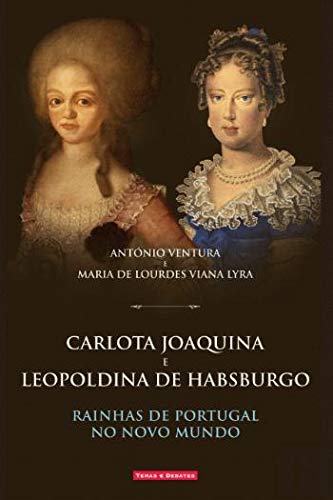 ANTÓNIO VENTURA
E
MARIA DE LOURDES VIANA LYRA
CARLOTA JOAQUINA
E
LEOPOLDINA DE HABSBURGO
RAINHAS DE PORTUGAL
NO NOVO MUNDO
TEMAS E DEBATES